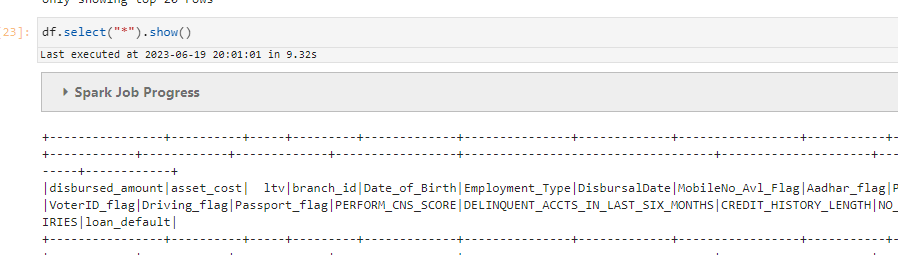 only showing top 20 rows
[23]: df.select("*").show()
Last executed at 2023-06-19 20:01:01 in 9.32s
Spark Job Progress
+----------------+----------+-----+---------+-------------+---------------+-------------+-----------------+-----------+-
+------------+------------+-------------+-----------------+-----------------------------------+---------------------+---
-----+------------+
|disbursed_amount|asset_cost|  ltv|branch_id|Date_of_Birth|Employment_Type|DisbursalDate|MobileNo_Avl_Flag|Aadhar_flag|P
|VoterID_flag|Driving_flag|Passport_flag|PERFORM_CNS_SCORE|DELINQUENT_ACCTS_IN_LAST_SIX_MONTHS|CREDIT_HISTORY_LENGTH|NO_
IRIES|loan_default|
+----------------+----------+-----+---------+-------------+---------------+-------------+-----------------+-----------+-